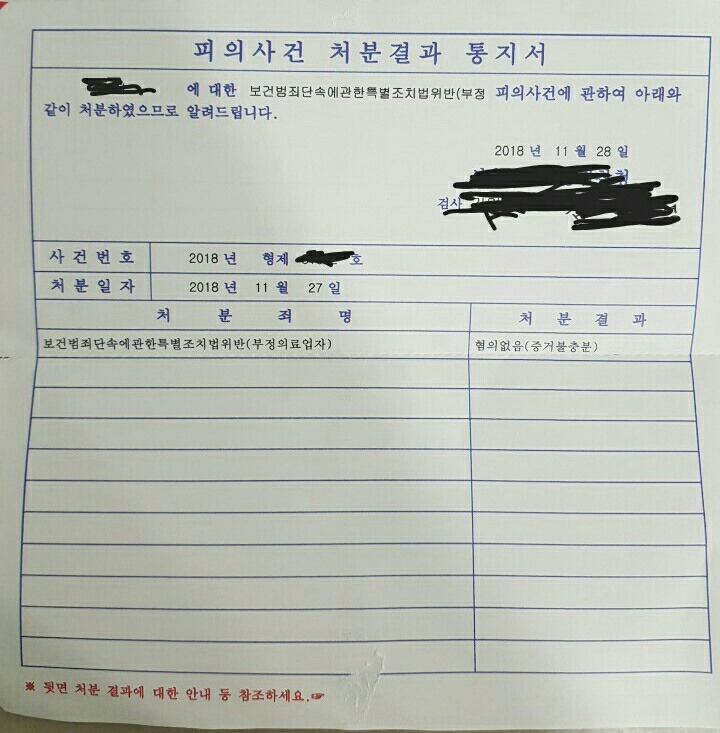 피의사건 처분결과 통지서
에 대한 보건범죄단속에관한특별조치법위반(부정 피의사건에 관하여 아래와
같이 처분하였으므로 알려드립니다.
2018 년 11 월 28 일
검사
사 건 번 호 2018 년 형제 호
처 분 일 자 2018 년 11 월 27 일
처 분 죄 명 처 분 결 과
보건범죄단속에관한특별조치법위반(부정의료업자) 혐의없음(증거불충분)
※ 뒷면 처분 결과에 대한 안내 등 참조하세요.☞